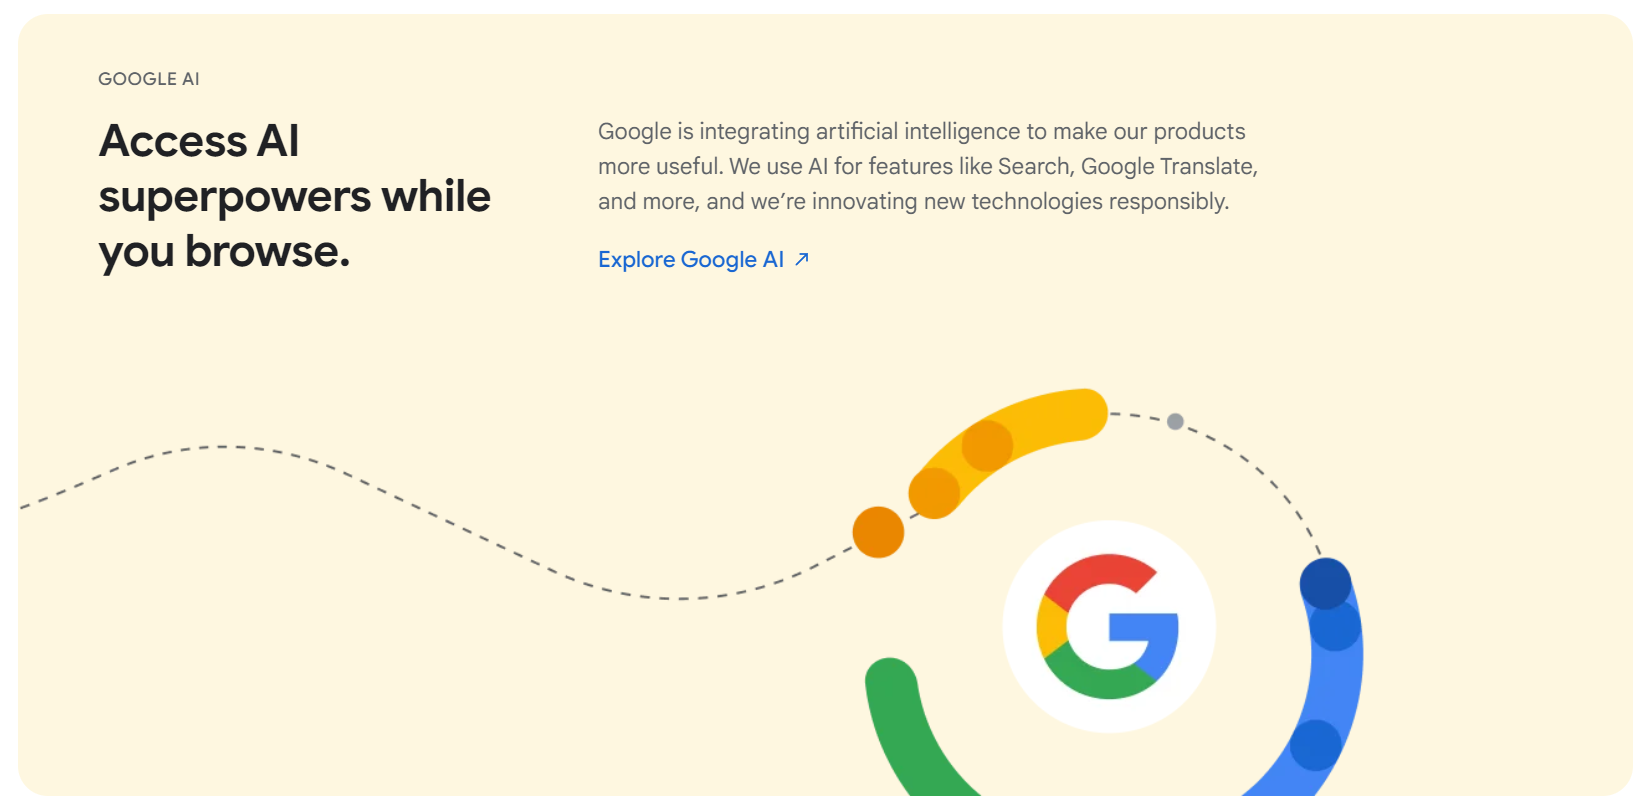 GOOGLE AI
Access AI
superpowers while
you browse.
Google is integrating artificial intelligence to make our products
more useful. We use AI for features like Search, Google Translate,
and more, and we’re innovating new technologies responsibly.
Explore Google AI ↗